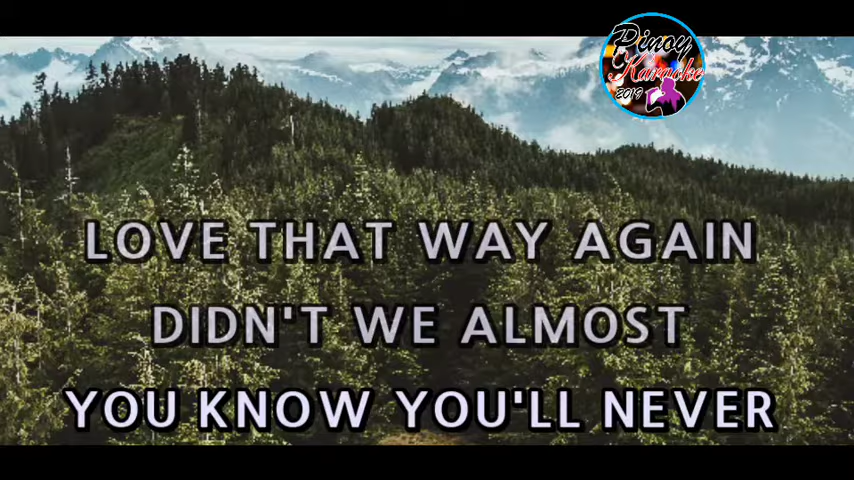 Pinoy
Karaoke
2019
LOVE THAT WAY AGAIN
DIDN'T WE ALMOST
YOU KNOW YOU'LL NEVER